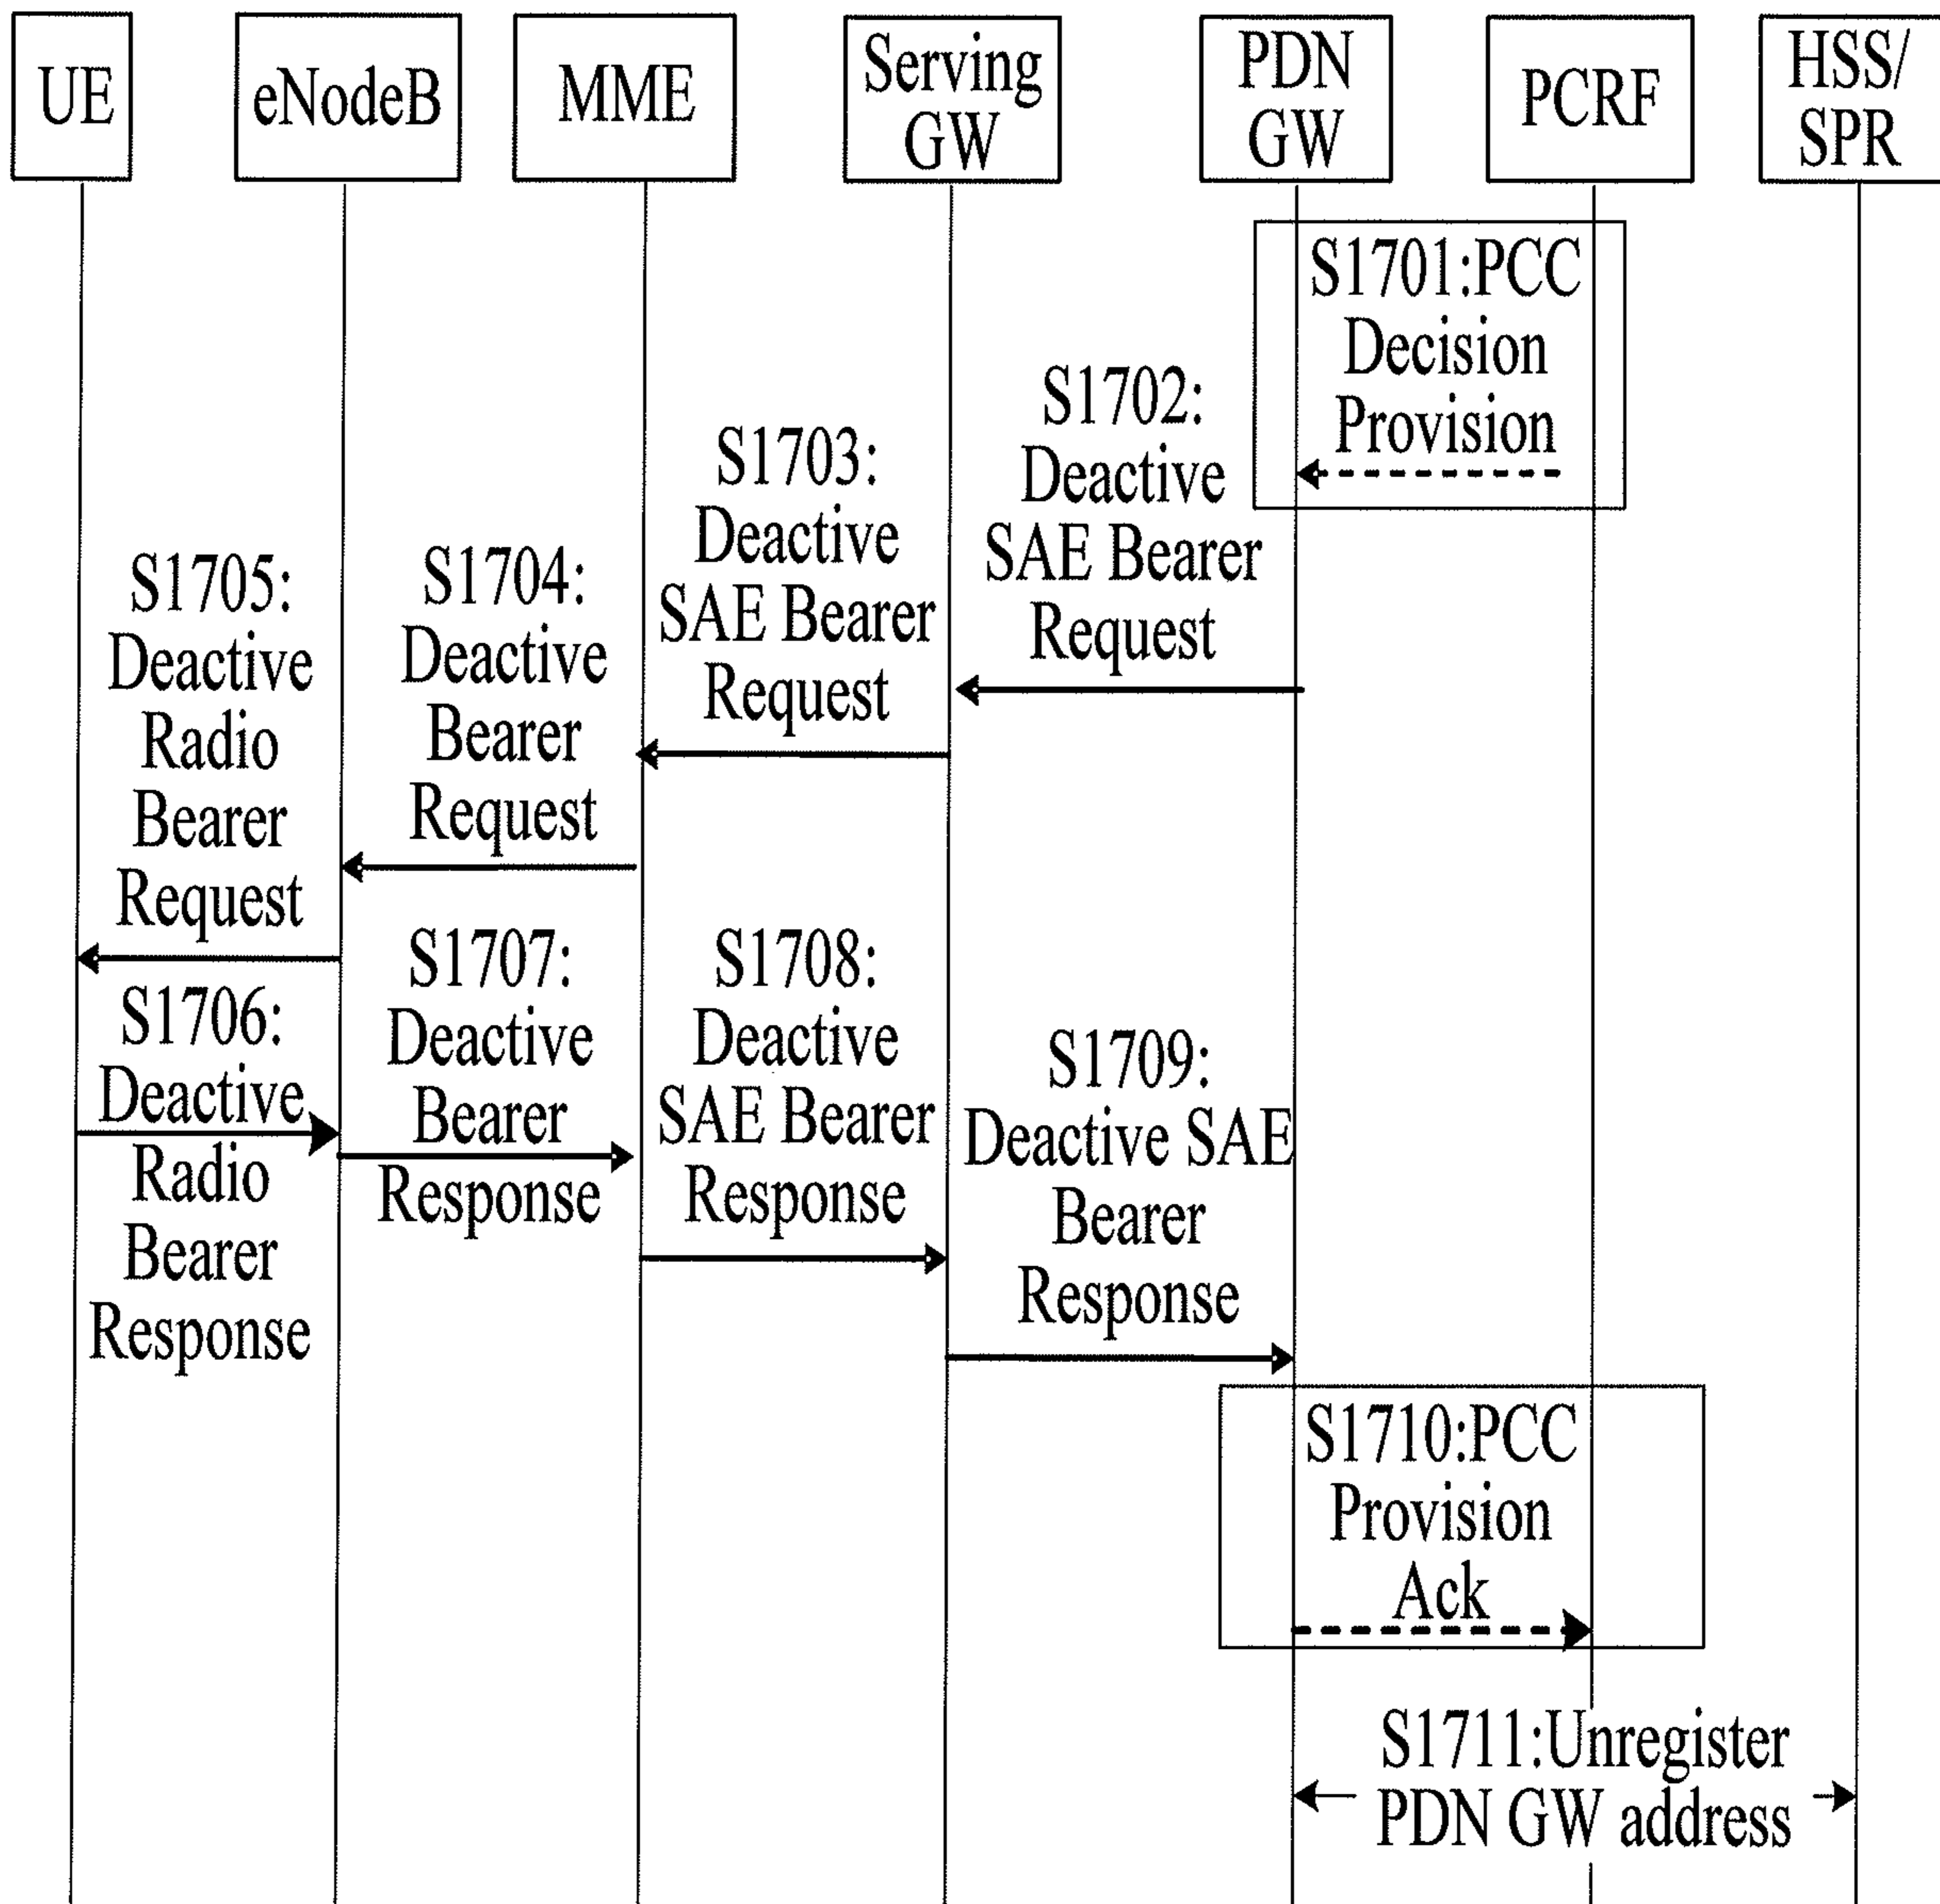 UE
eNodeB
MME
Serving
GW
PDN
GW
PCRF
HSS/
SPR
S1701:PCC
Decision
Provision
S1702:
Deactive
SAE Bearer
Request
S1703:
Deactive
SAE Bearer
Request
S1704:
Deactive
Bearer
Request
S1705:
Deactive
Radio
Bearer
Request
S1706:
Deactive
Radio
Bearer
Response
S1707:
Deactive
Bearer
Response
S1708:
Deactive
SAE Bearer
Response
S1709:
Deactive SAE
Bearer
Response
S1710:PCC
Provision
Ack
S1711:Unregister
PDN GW address